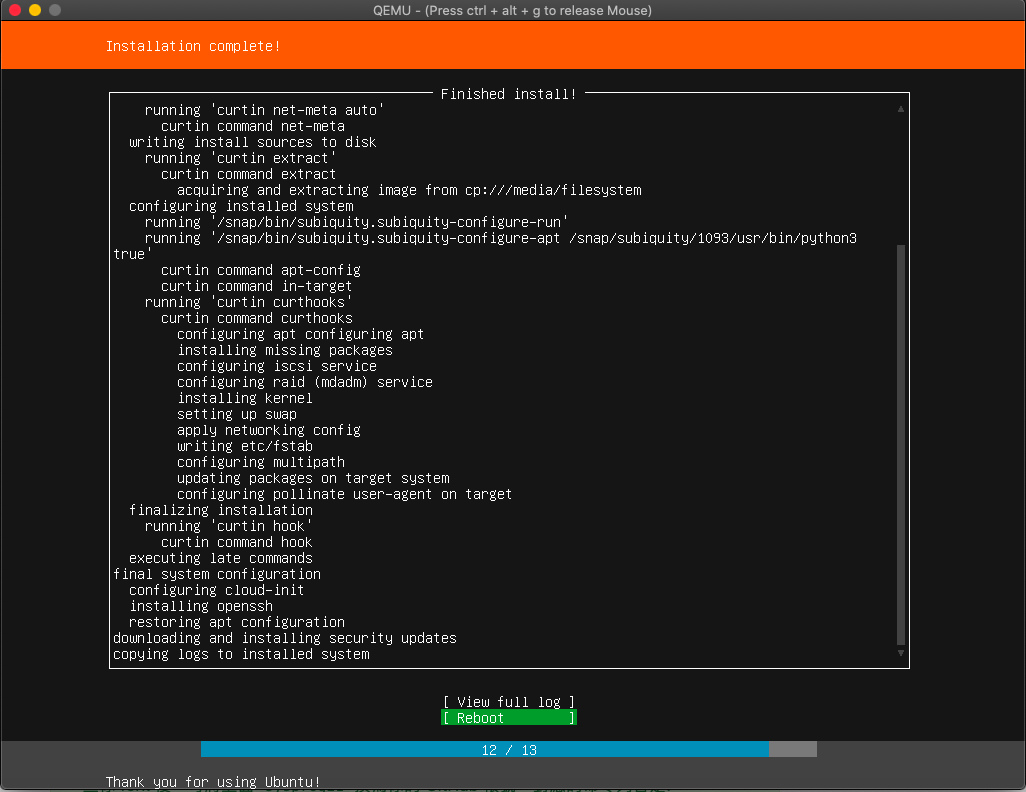 QEMU - (Press ctrl + alt + g to release Mouse)
Installation complete!
Finished install!
running 'curtin net-meta auto'
curtin command net-meta
writing install sources to disk
running 'curtin extract'
curtin command extract
acquiring and extracting image from cp:///media/filesystem
configuring installed system
running '/snap/bin/subiquity.subiquity-configure-run'
running '/snap/bin/subiquity.subiquity-configure-apt /snap/subiquity/1093/usr/bin/python3
true'
curtin command apt-config
curtin command in-target
running 'curtin curthooks'
curtin command curthooks
configuring apt configuring apt
installing missing packages
configuring iscsi service
configuring raid (mdadm) service
installing kernel
setting up swap
apply networking config
writing etc/fstab
configuring multipath
updating packages on target system
configuring pollinate user-agent on target
finalizing installation
running 'curtin hook'
curtin command hook
executing late commands
final system configuration
configuring cloud-init
installing openssh
restoring apt configuration
downloading and installing security updates
copying logs to installed system
[ View full log ]
[ Reboot ]
12 / 13
Thank you for using Ubuntu!